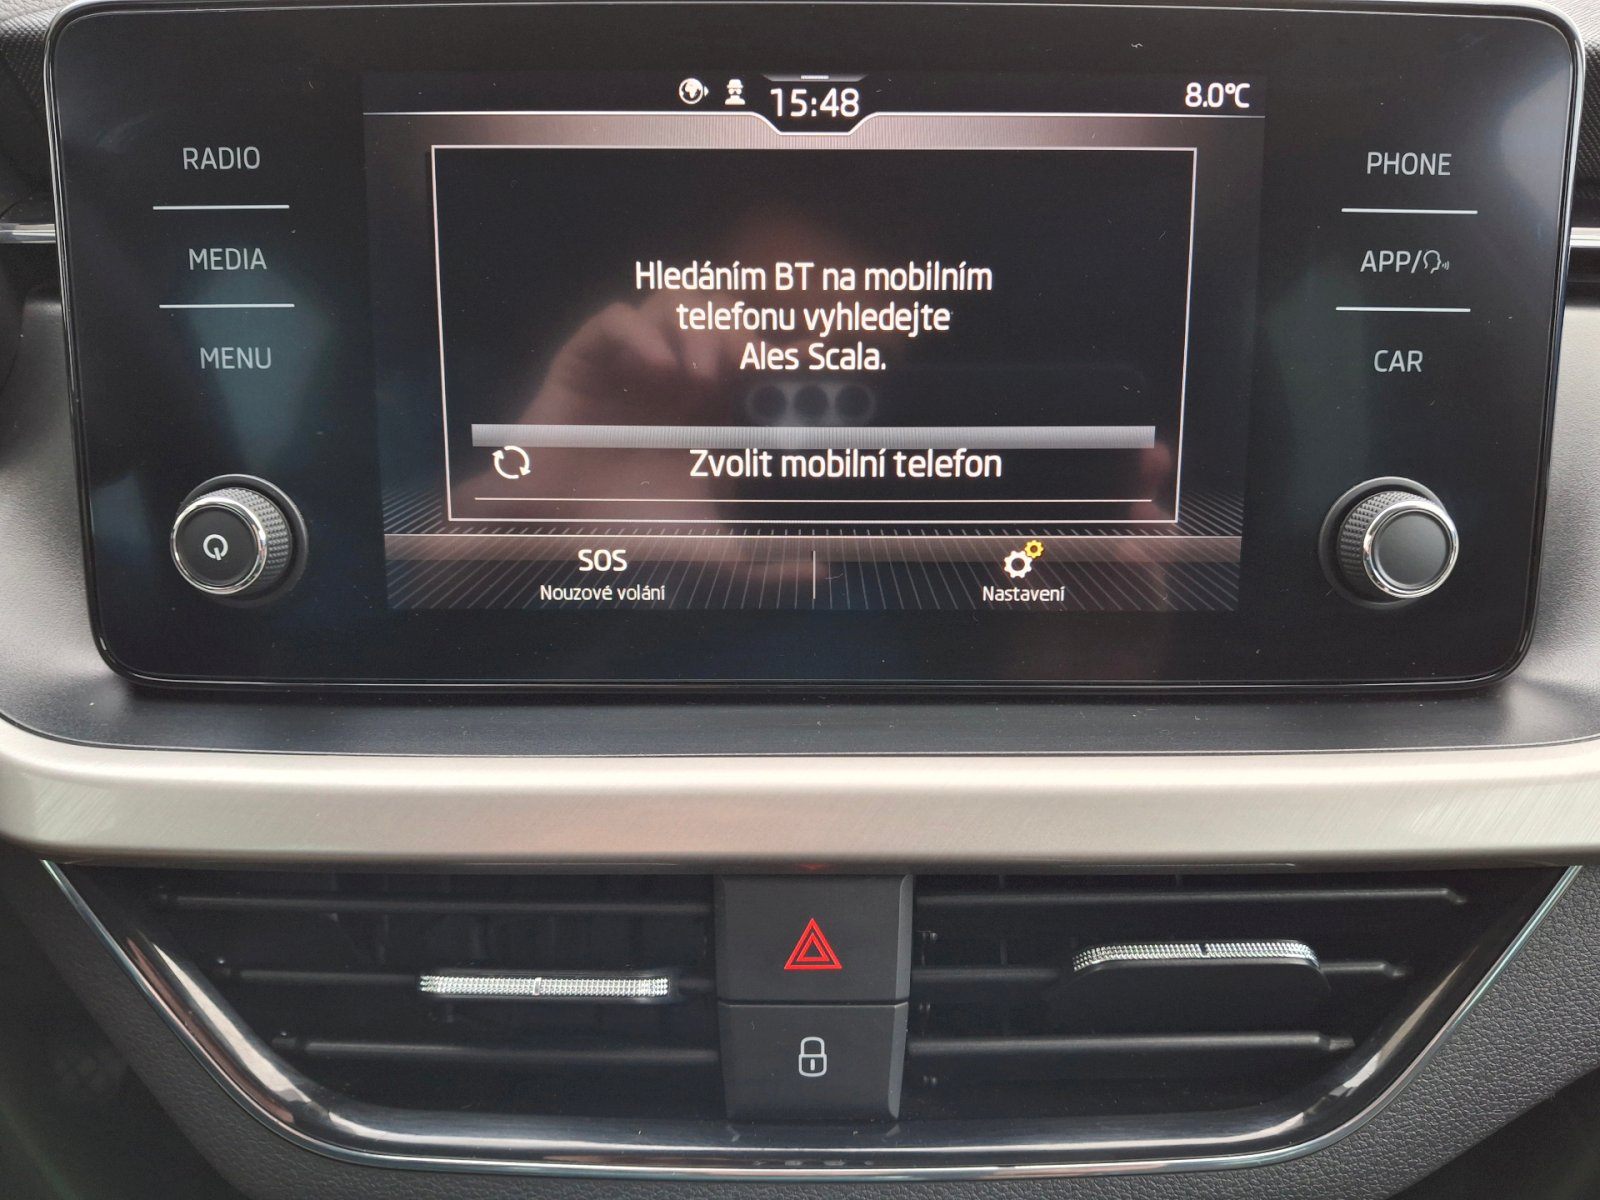 15:48
8.0°C
RADIO
MEDIA
MENU
PHONE
APP/
CAR
Hledáním BT na mobilním
telefonu vyhledejte
Ales Scala.
Zvolit mobilní telefon
SOS
Nouzové volání
Nastavení